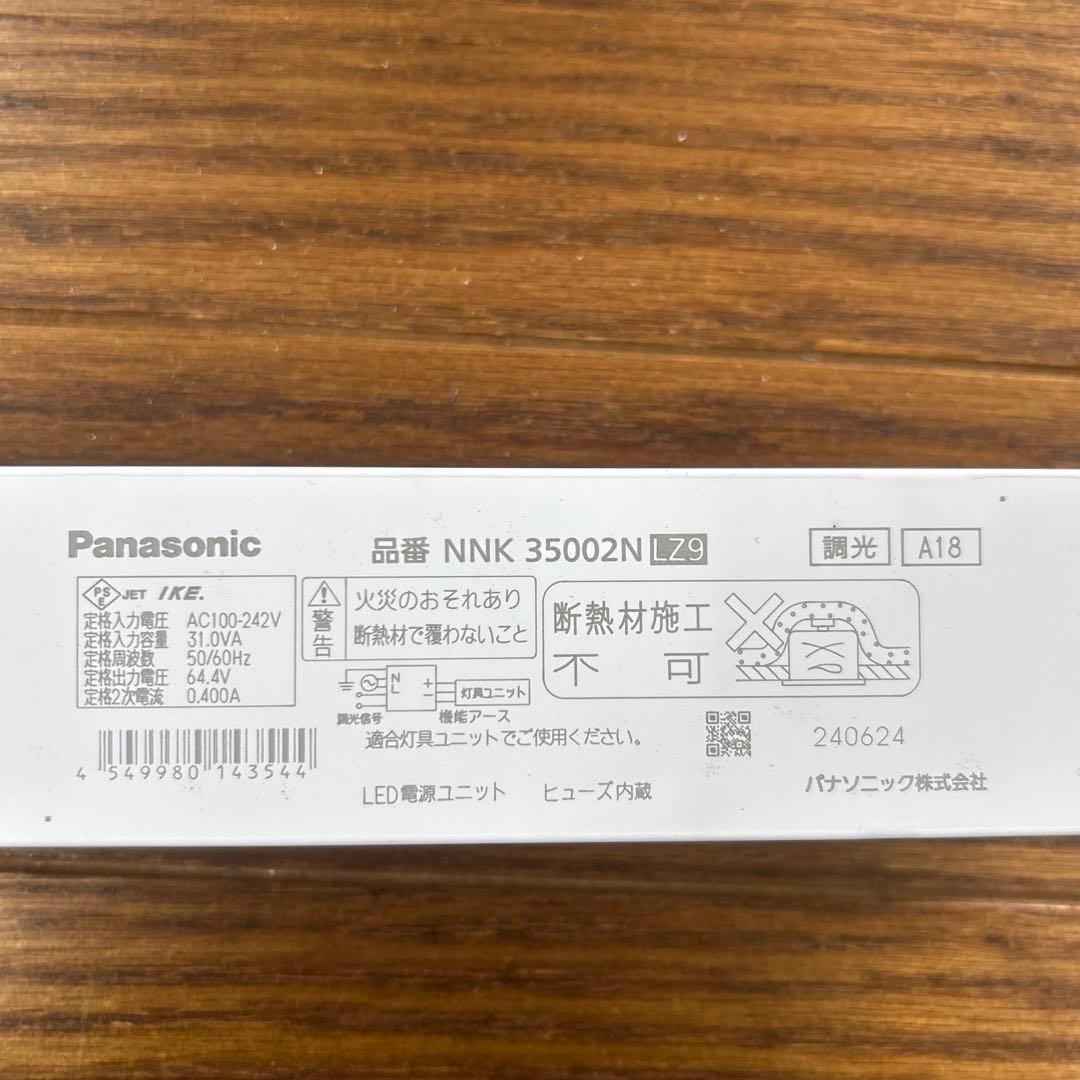 Panasonic
品番 NNK 35002N LZ9
調光
A18
PS E JET IKE.
定格入力電圧 AC100-242V
定格入力容量 31.0VA
定格周波数 50/60Hz
定格出力電圧 64.4V
定格2次電流 0.400A
警告
火災のおそれあり
断熱材で覆わないこと
断熱材施工
不可
N
L
+
−
灯具ユニット
調光信号
機能アース
適合灯具ユニットでご使用ください。
4 549980 143544
LED電源ユニット ヒューズ内蔵
240624
パナソニック株式会社